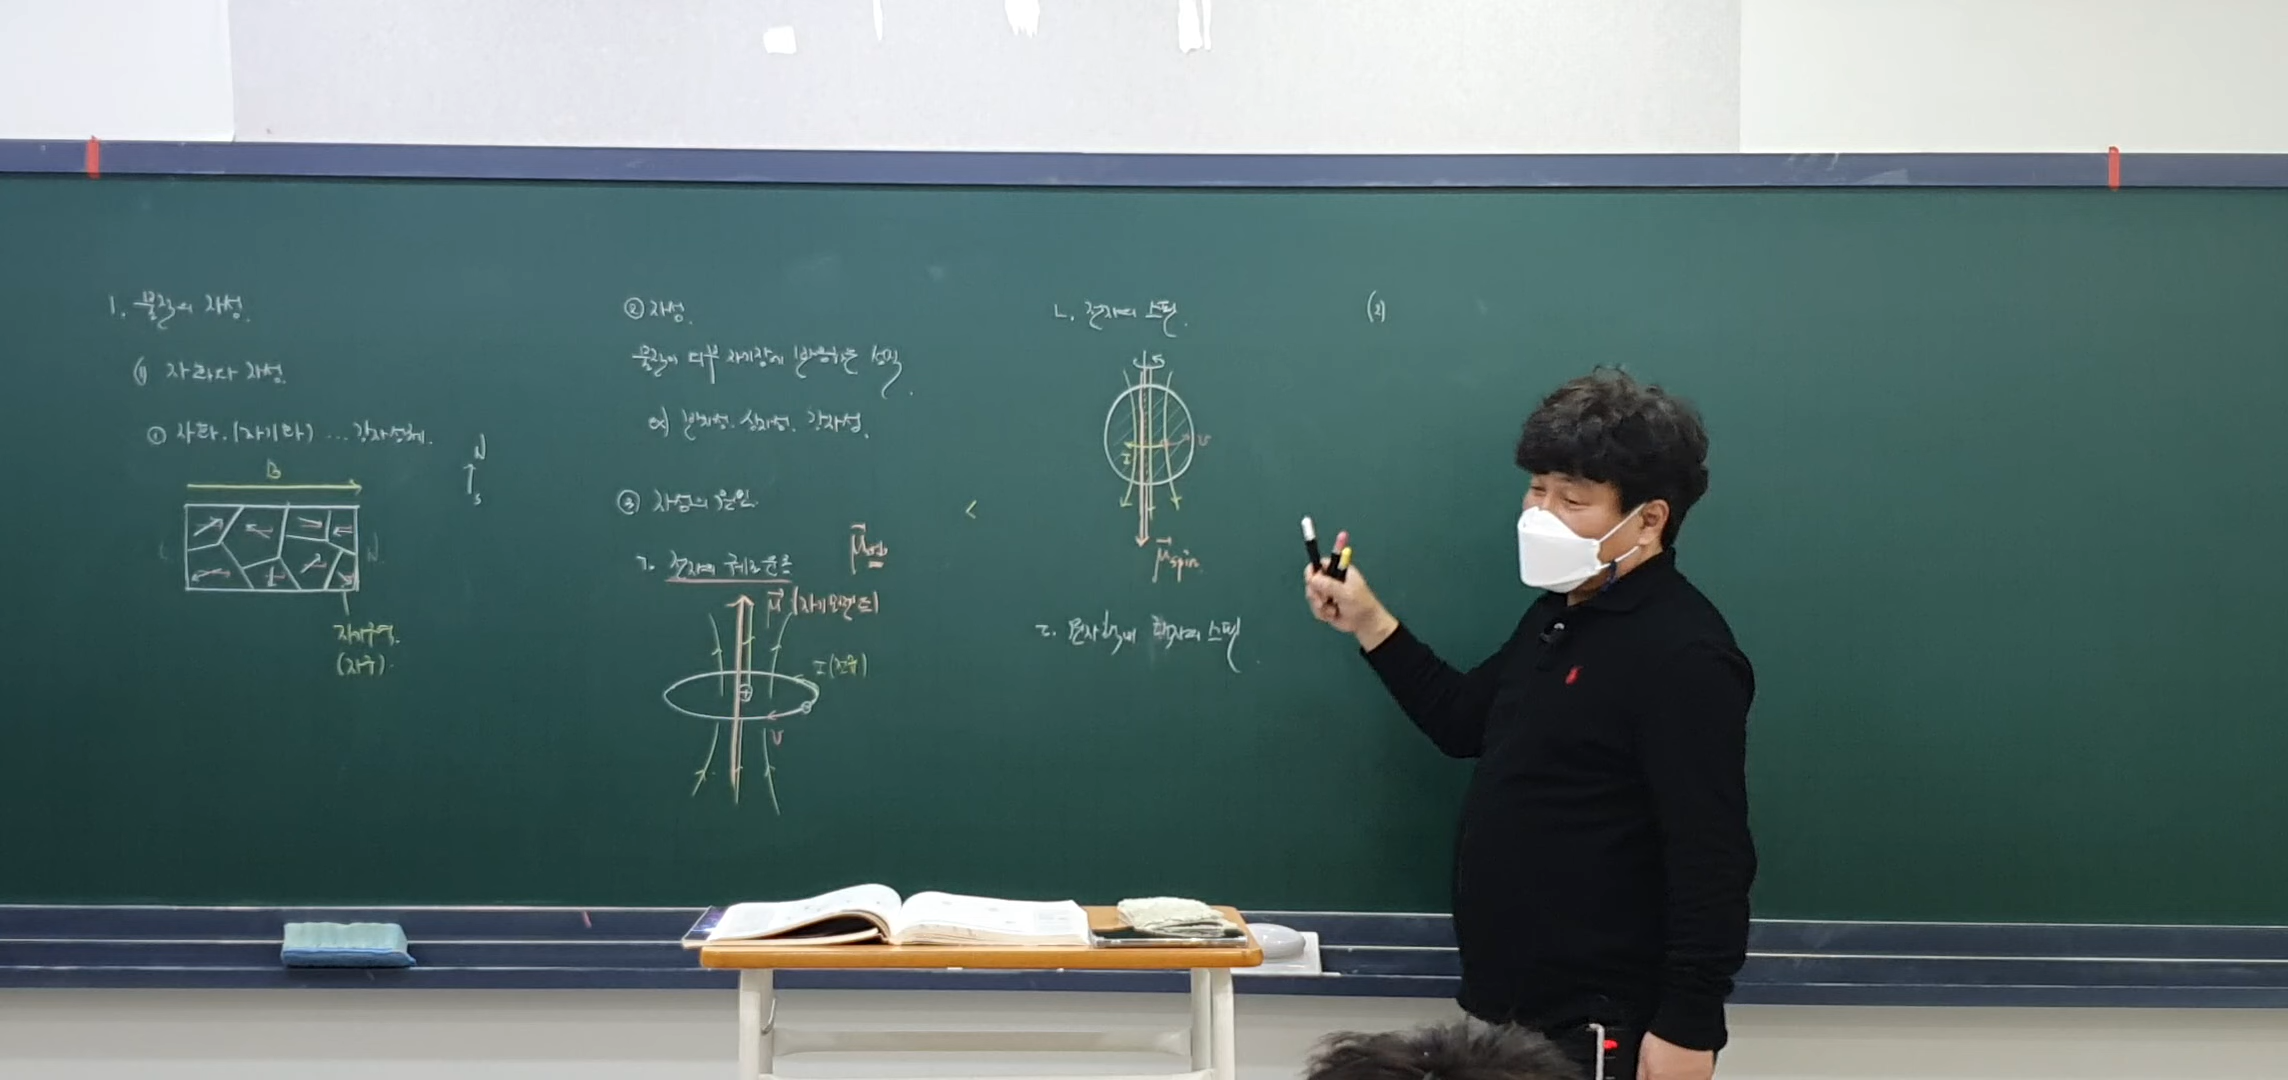 1. 물질의 자성.
(1) 자화와 자성.
① 자화.(자기화) ... 강자성체.
N
S
B
N
자기구역.
(자구).
② 자성.
물질이 외부 자기장에 반응하는 성질.
예) 반자성. 상자성. 강자성.
③ 자성의 원인.
ㄱ. 전자의 궤도운동
μ (자기모멘트)
I (전류)
+
v
<
ㄴ. 전자의 스핀.
S
v
I
μspin
ㄷ. 원자핵내 핵자의 스핀.
(2)